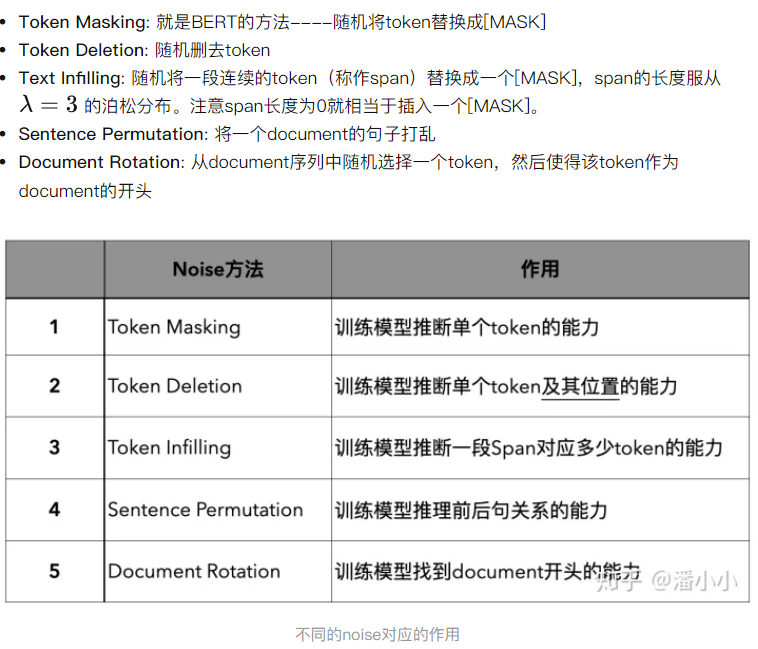 • Token Masking: 就是BERT的方法----随机将token替换成[MASK]
• Token Deletion: 随机删去token
• Text Infilling: 随机将一段连续的token（称作span）替换成一个[MASK]，span的长度服从
λ = 3 的泊松分布。注意span长度为0就相当于插入一个[MASK]。
• Sentence Permutation: 将一个document的句子打乱
• Document Rotation: 从document序列中随机选择一个token，然后使得该token作为
document的开头
Noise方法 作用
1 Token Masking 训练模型推断单个token的能力
2 Token Deletion 训练模型推断单个token及其位置的能力
3 Token Infilling 训练模型推断一段Span对应多少token的能力
4 Sentence Permutation 训练模型推理前后句关系的能力
5 Document Rotation 训练模型找到document开头的能力
知乎 @潘小小
不同的noise对应的作用